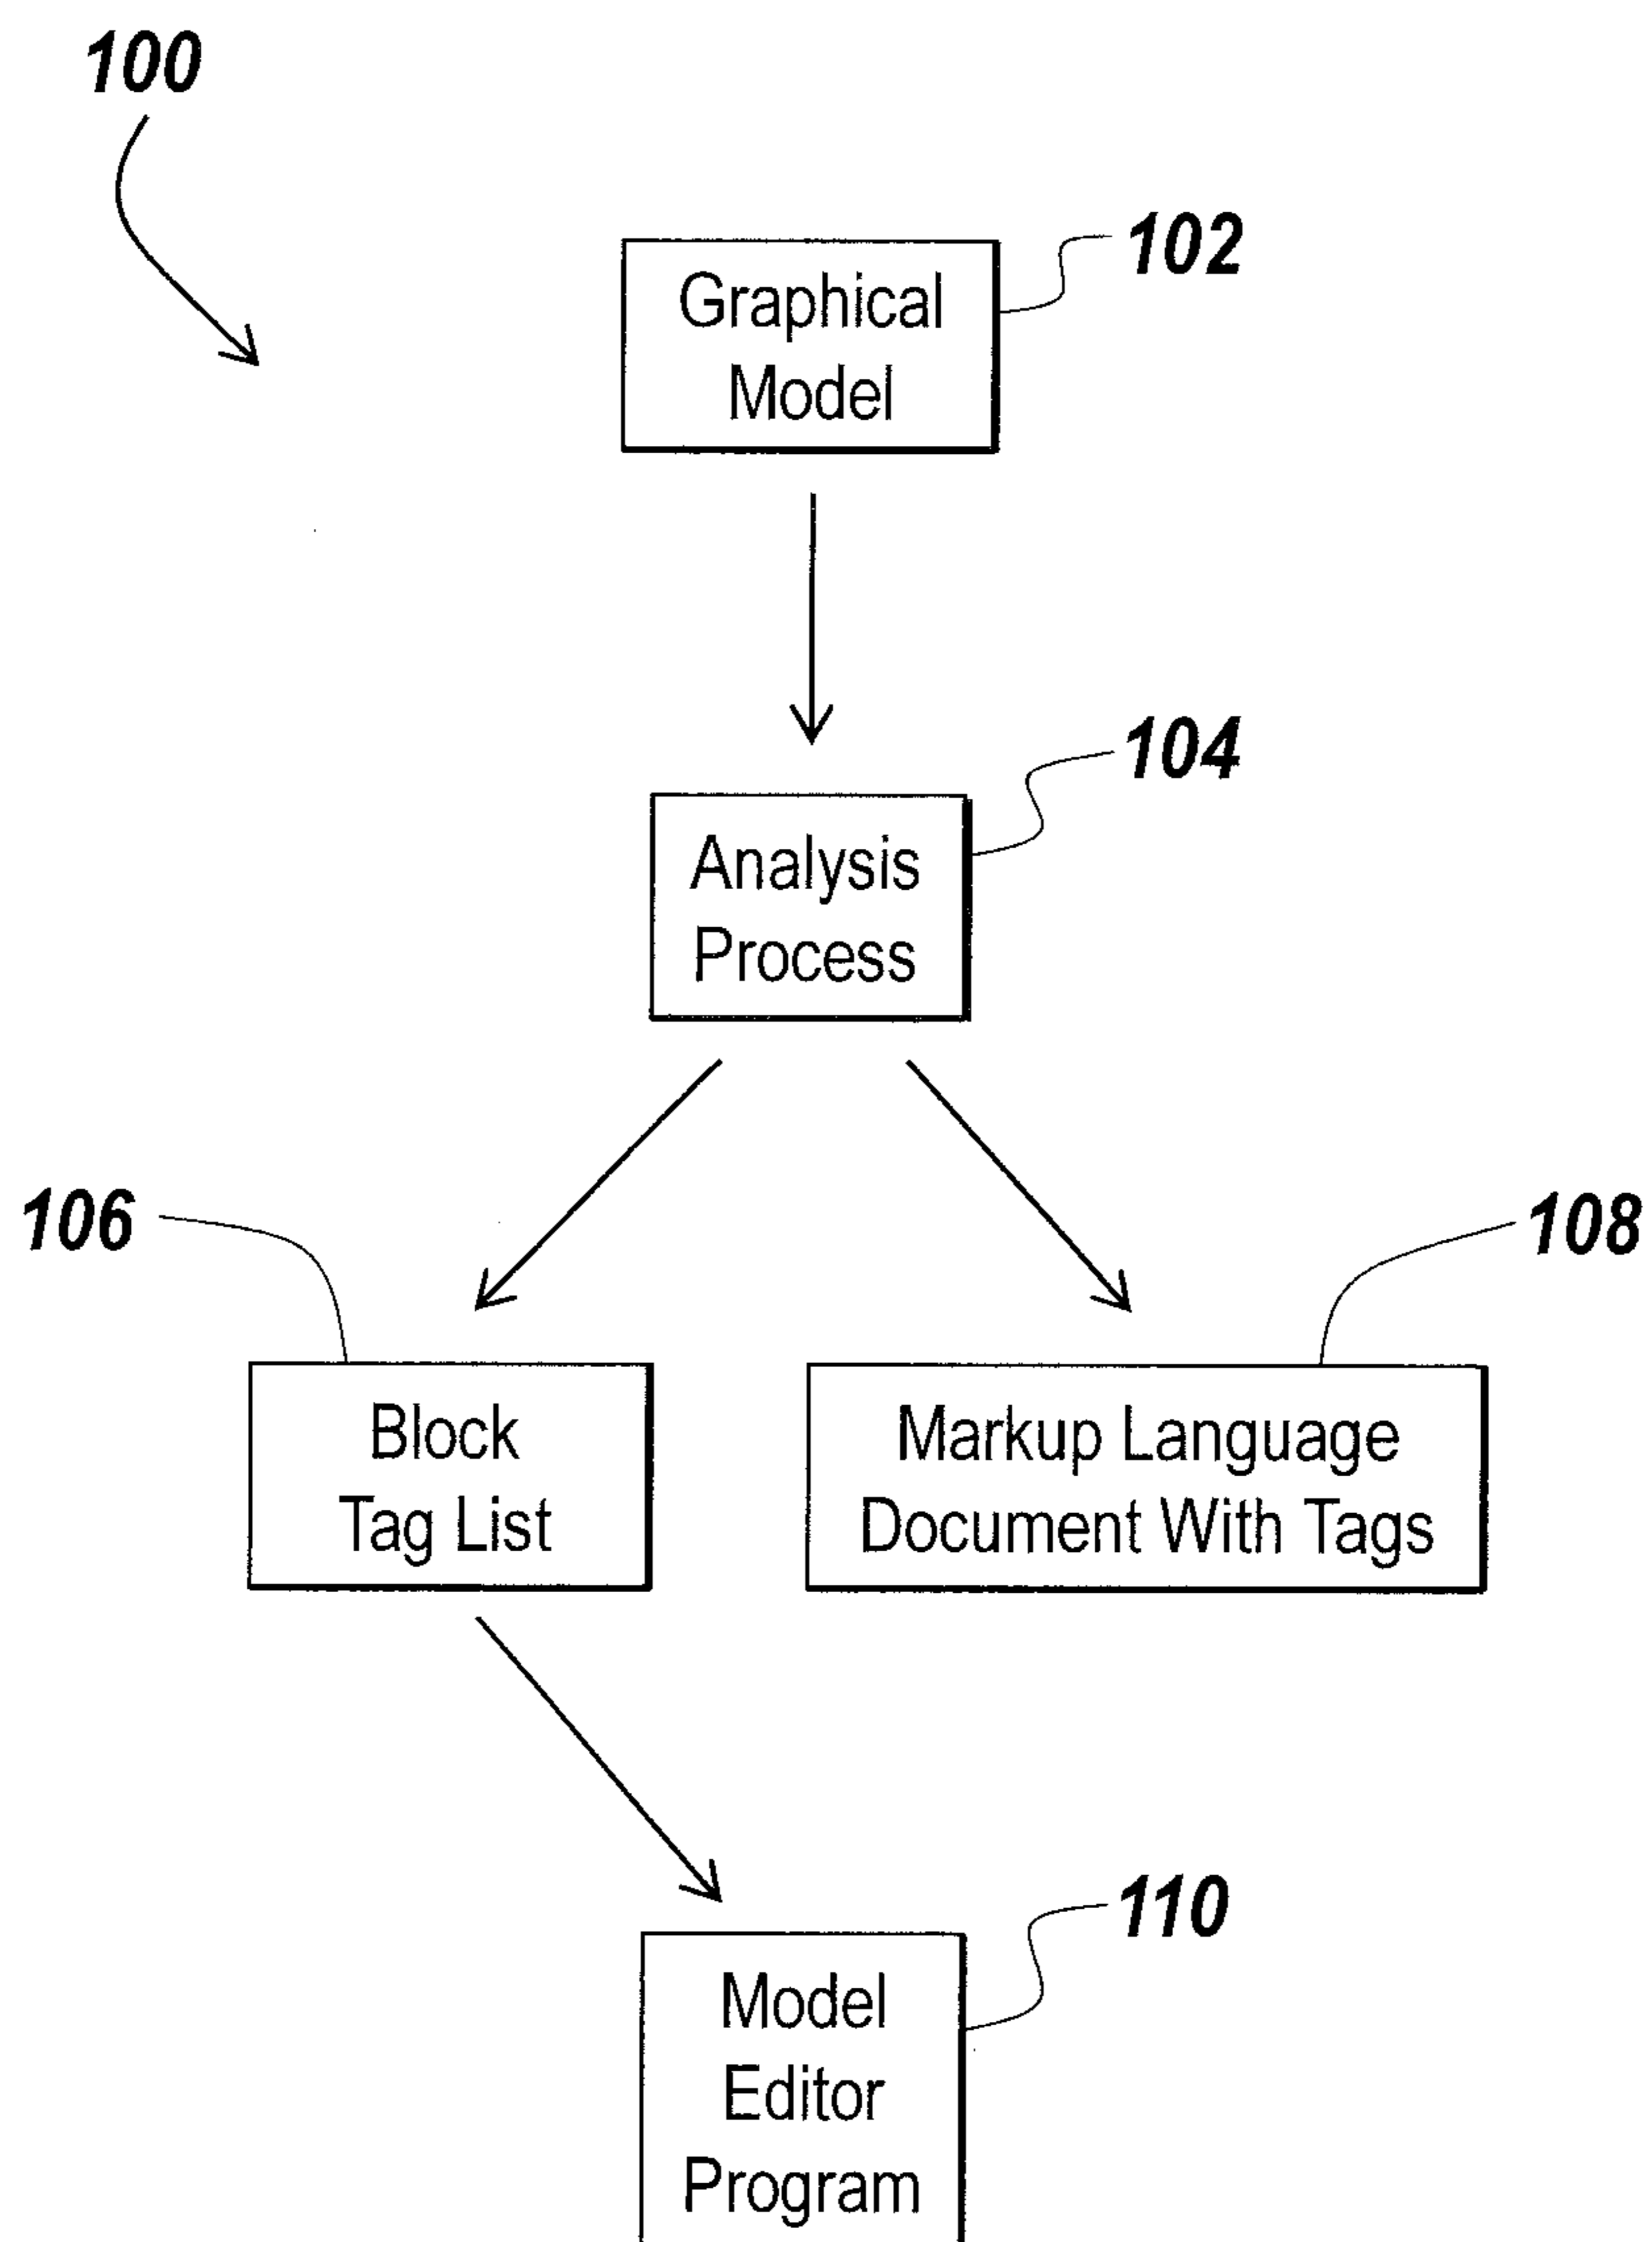 100
102
Graphical
Model
104
Analysis
Process
106
108
Block
Tag List
Markup Language
Document With Tags
110
Model
Editor
Program